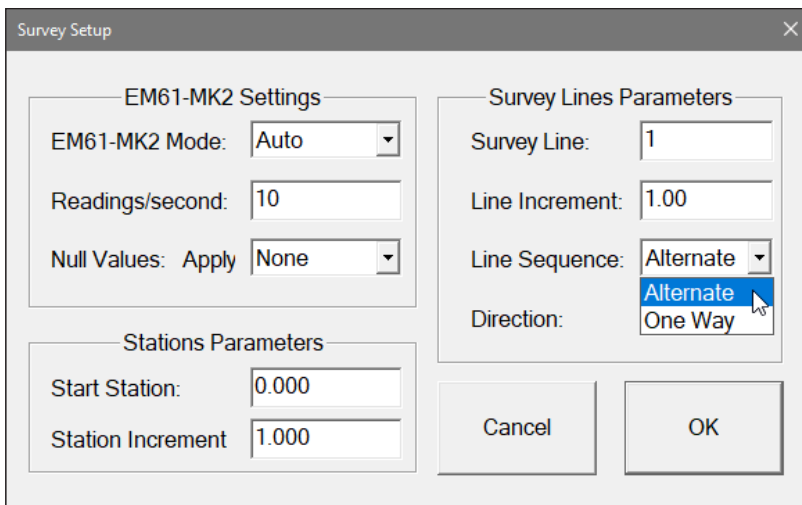 Survey Setup
EM61-MK2 Settings
EM61-MK2 Mode: Auto
Readings/second: 10
Null Values: Apply None
Stations Parameters
Start Station: 0.000
Station Increment 1.000
Survey Lines Parameters
Survey Line: 1
Line Increment: 1.00
Line Sequence: Alternate
Alternate
One Way
Direction:
Cancel
OK